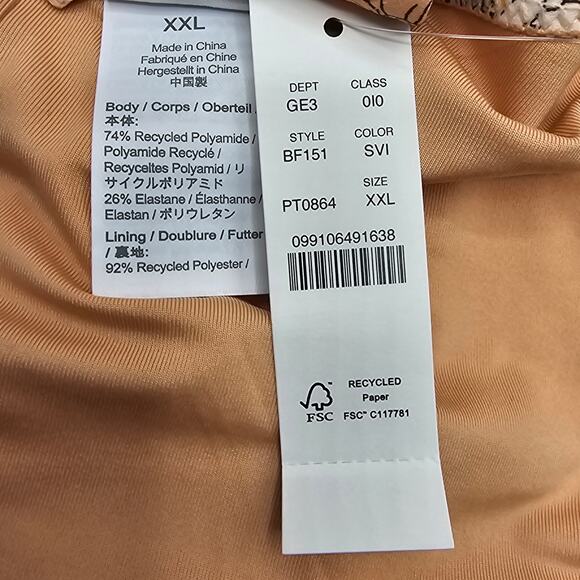 XXL
Made in China
Fabriqué en Chine
Hergestellt in China
中国製
Body / Corps / Oberteil /
本体:
74% Recycled Polyamide /
Polyamide Recyclé /
Recyceltes Polyamid / リ
サイクルポリアミド
26% Elastane / Élasthanne /
Elastan / ポリウレタン
Lining / Doublure / Futter
/ 裏地:
92% Recycled Polyester /
DEPT CLASS
GE3 0I0
STYLE COLOR
BF151 SVI
SIZE
PT0864 XXL
099106491638
RECYCLED
Paper
FSC
FSC™ C117781